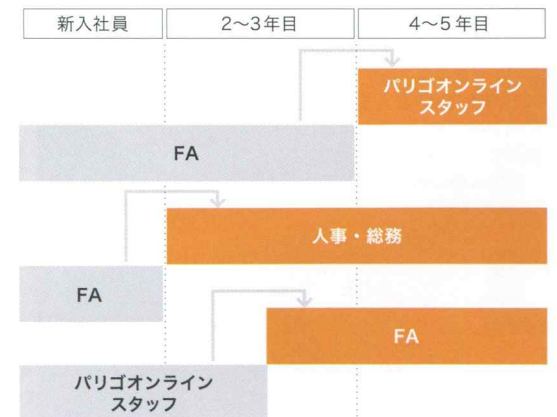 新入社員
2〜3年目
4〜5年目
パリゴオンライン
スタッフ
FA
人事・総務
FA
FA
パリゴオンライン
スタッフ